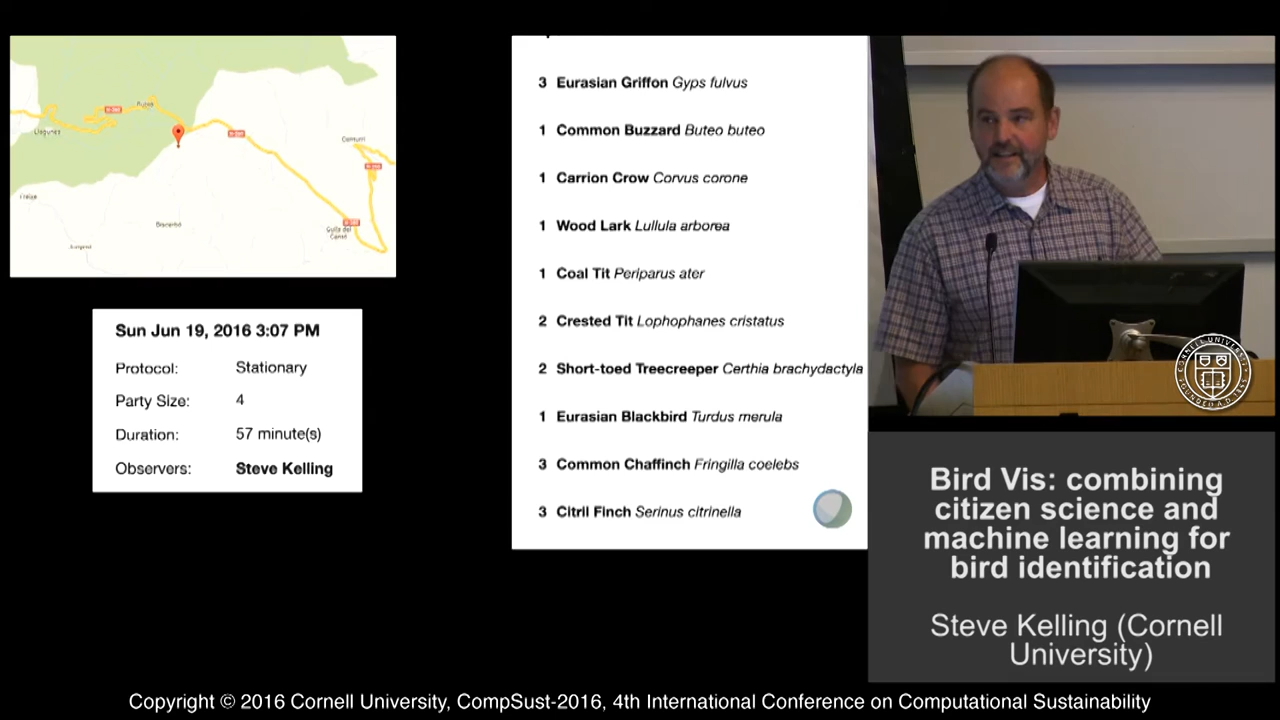 Sun Jun 19, 2016 3:07 PM
Protocol: Stationary
Party Size: 4
Duration: 57 minute(s)
Observers: Steve Kelling
3 Eurasian Griffon Gyps fulvus
1 Common Buzzard Buteo buteo
1 Carrion Crow Corvus corone
1 Wood Lark Lullula arborea
1 Coal Tit Periparus ater
2 Crested Tit Lophophanes cristatus
2 Short-toed Treecreeper Certhia brachydactyla
1 Eurasian Blackbird Turdus merula
3 Common Chaffinch Fringilla coelebs
3 Citril Finch Serinus citrinella
Bird Vis: combining
citizen science and
machine learning for
bird identification
Steve Kelling (Cornell
University)
Copyright © 2016 Cornell University, CompSust-2016, 4th International Conference on Computational Sustainability